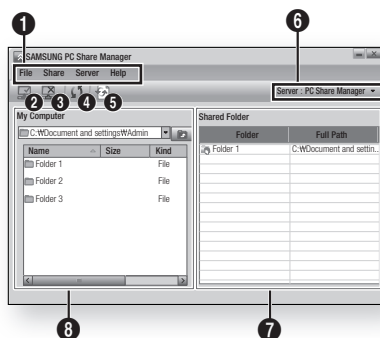 1
6
SAMSUNG PC Share Manager
File Share Server Help
2 3 4 5
Server : PC Share Manager
My Computer
Shared Folder
C:₩Document and settings₩Admin
Folder Full Path
Name Size Kind
Folder 1 C:₩Document and settin..
Folder 1 File
Folder 2 File
Folder 3 File
8
7